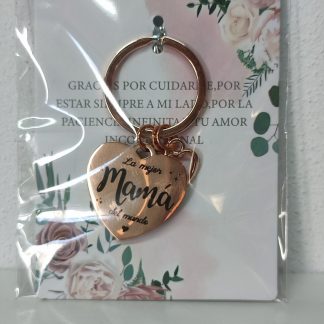 GRACIAS POR CUIDARME,POR
ESTAR SIEMPRE A MI LADO,POR LA
PACIENCIA INFINITA Y TU AMOR
INCONDICIONAL
La mejor
Mamá
del mundo